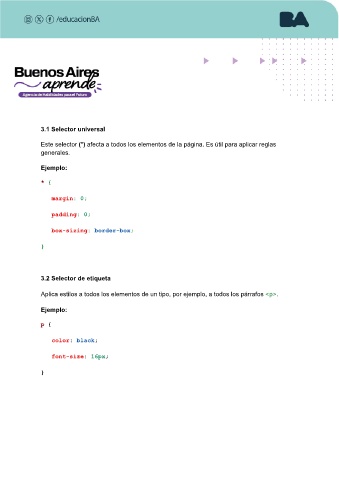 /educacionBA
BA
Buenos Aires
aprende
Agencia de Habilidades para el Futuro
3.1 Selector universal
Este selector (*) afecta a todos los elementos de la página. Es útil para aplicar reglas
generales.
Ejemplo:
* {
margin: 0;
padding: 0;
box-sizing: border-box;
}
3.2 Selector de etiqueta
Aplica estilos a todos los elementos de un tipo, por ejemplo, a todos los párrafos <p>.
Ejemplo:
p {
color: black;
font-size: 16px;
}